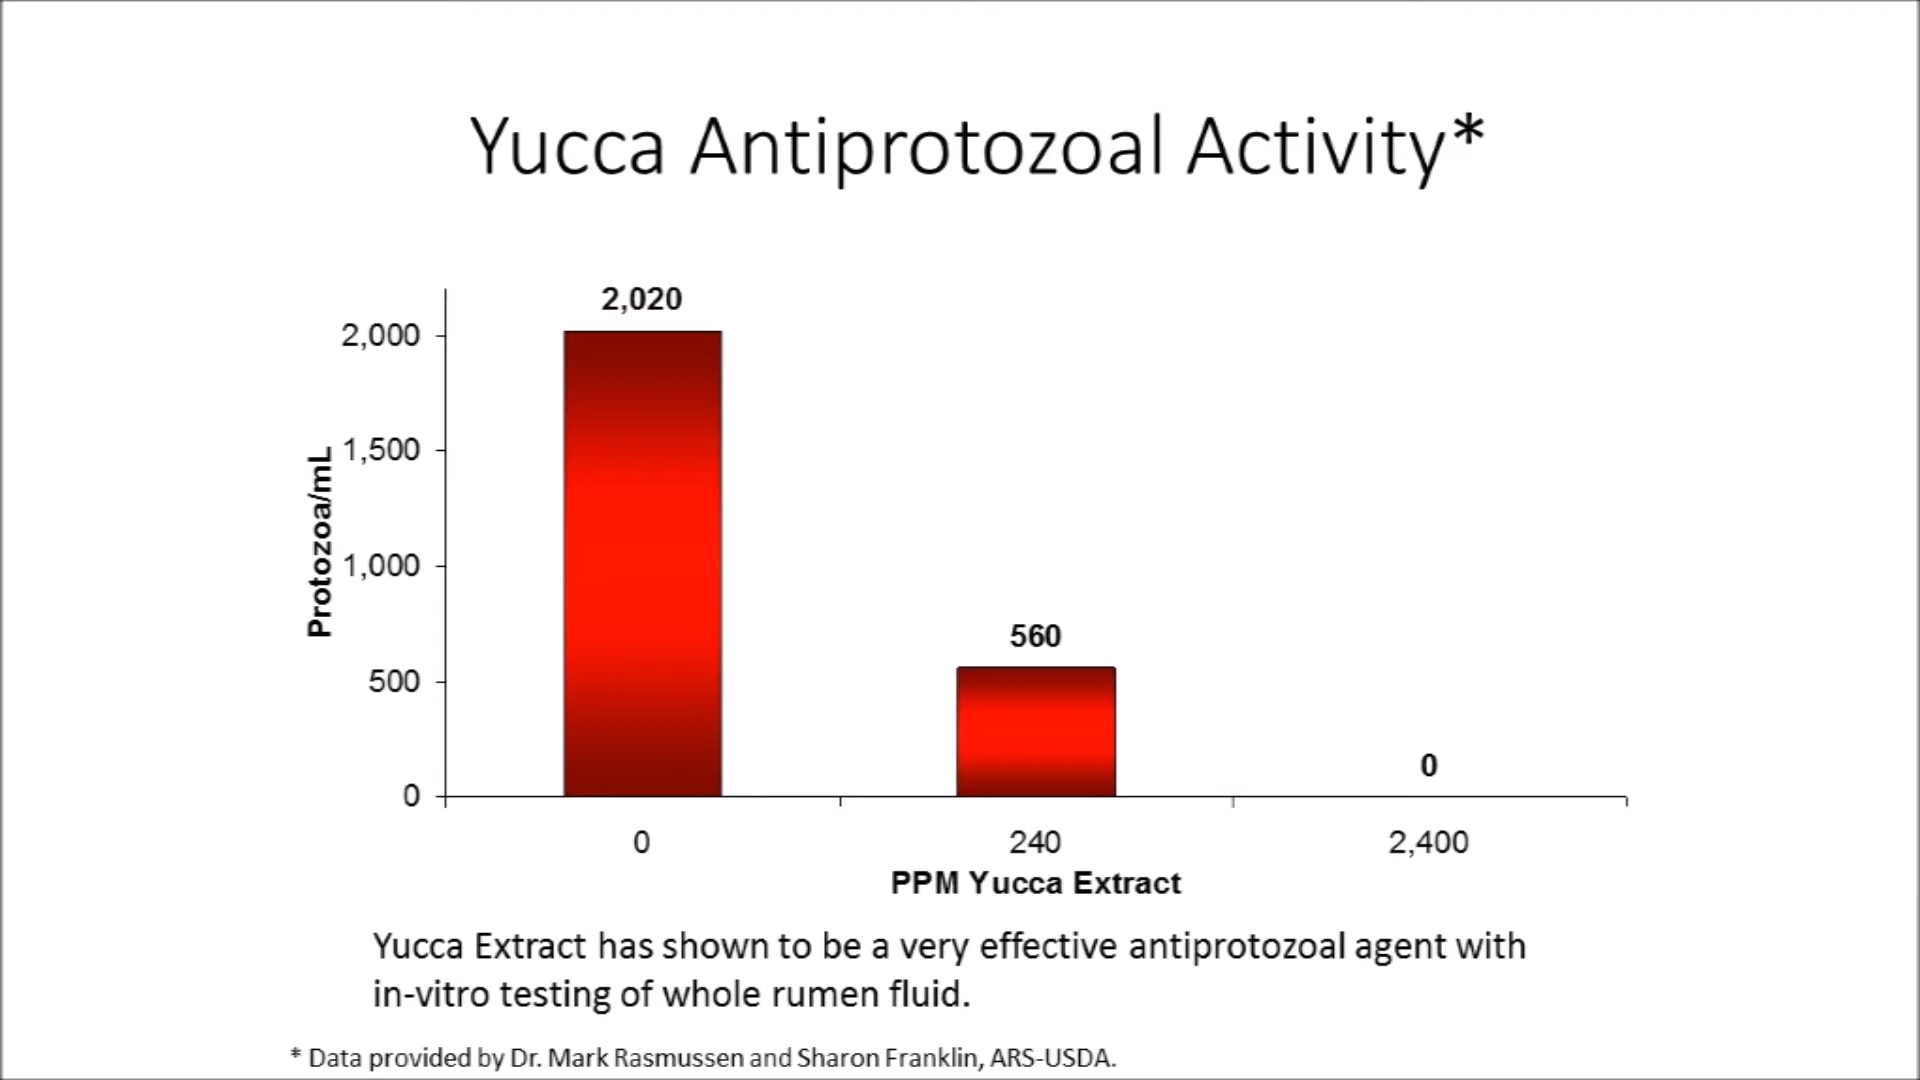 Yucca Antiprotozoal Activity*
2,020
2,000
1,500
1,000
500
0
Protozoa/mL
560
0
0
240
2,400
PPM Yucca Extract
Yucca Extract has shown to be a very effective antiprotozoal agent with
in-vitro testing of whole rumen fluid.
* Data provided by Dr. Mark Rasmussen and Sharon Franklin, ARS-USDA.